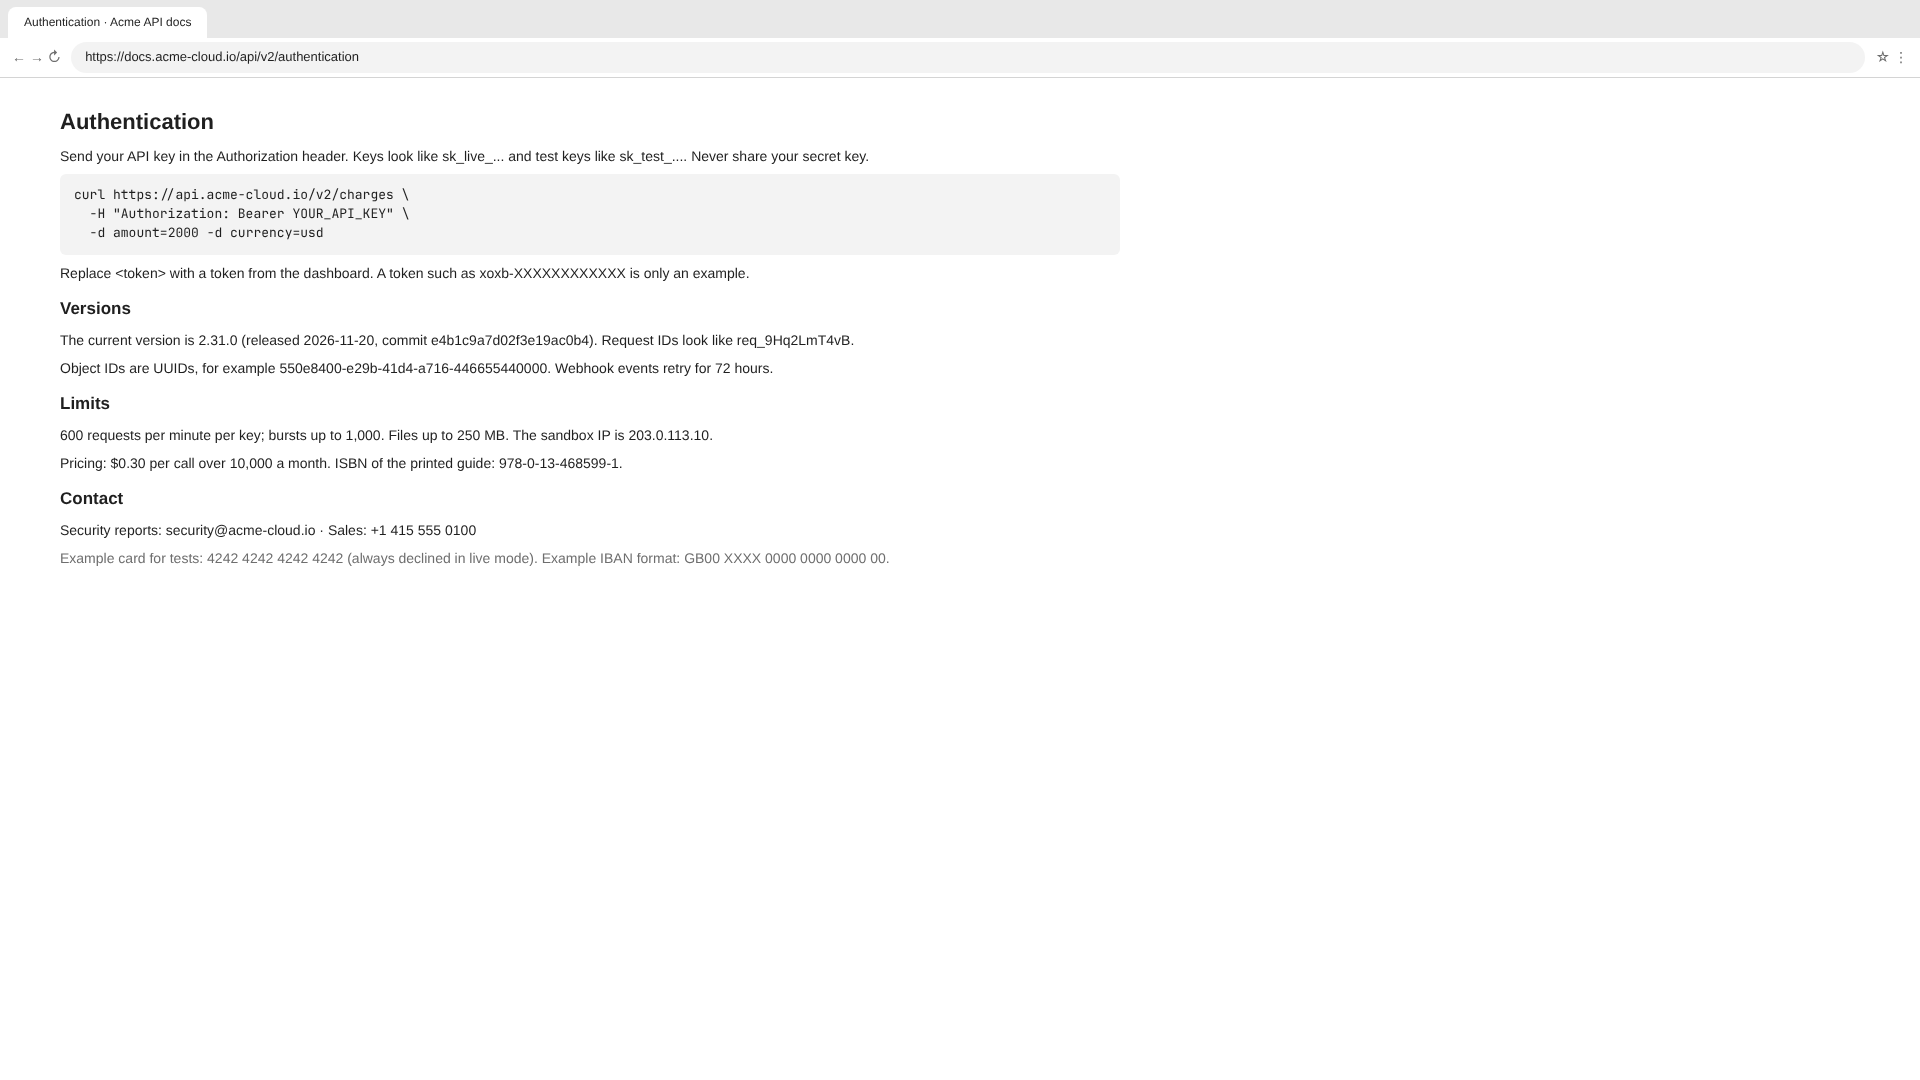 Authentication · Acme API docs
https://docs.acme-cloud.io/api/v2/authentication
Authentication
Send your API key in the Authorization header. Keys look like sk_live_... and test keys like sk_test_.... Never share your secret key.
curl https://api.acme-cloud.io/v2/charges \
  -H "Authorization: Bearer YOUR_API_KEY" \
  -d amount=2000 -d currency=usd
Replace <token> with a token from the dashboard. A token such as xoxb-XXXXXXXXXXXX is only an example.
Versions
The current version is 2.31.0 (released 2026-11-20, commit e4b1c9a7d02f3e19ac0b4). Request IDs look like req_9Hq2LmT4vB.
Object IDs are UUIDs, for example 550e8400-e29b-41d4-a716-446655440000. Webhook events retry for 72 hours.
Limits
600 requests per minute per key; bursts up to 1,000. Files up to 250 MB. The sandbox IP is 203.0.113.10.
Pricing: $0.30 per call over 10,000 a month. ISBN of the printed guide: 978-0-13-468599-1.
Contact
Security reports: security@acme-cloud.io · Sales: +1 415 555 0100
Example card for tests: 4242 4242 4242 4242 (always declined in live mode). Example IBAN format: GB00 XXXX 0000 0000 0000 00.